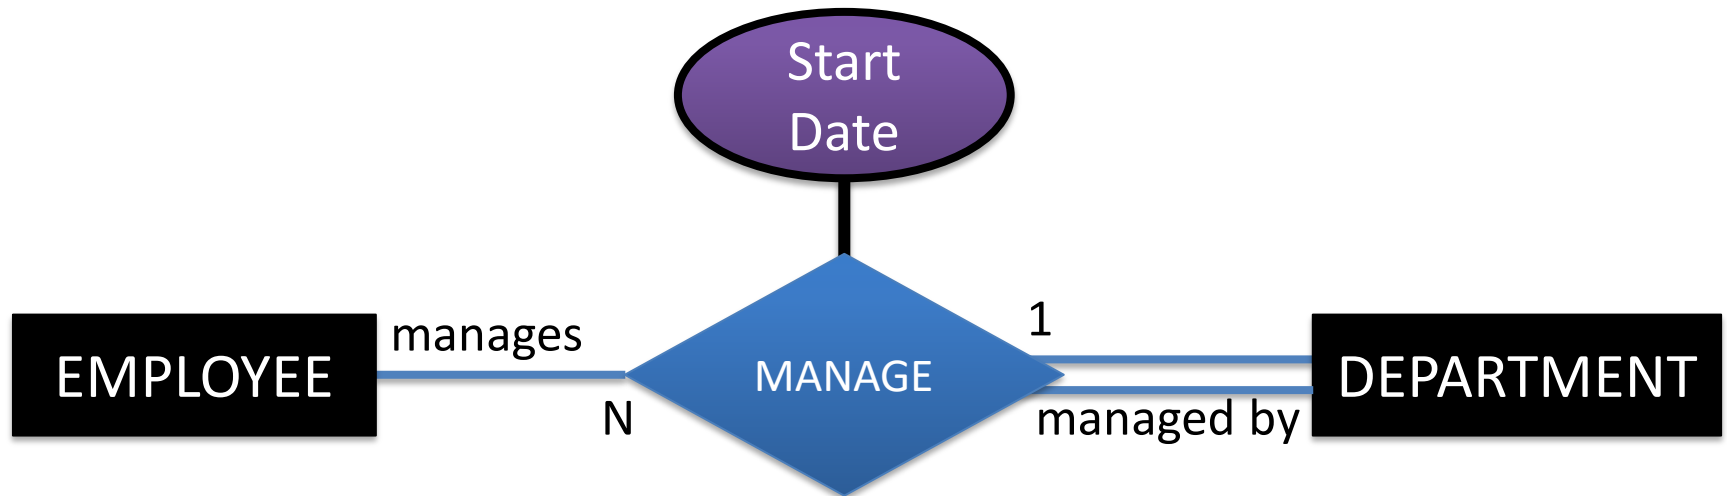 Start
Date
manages
1
EMPLOYEE
MANAGE
DEPARTMENT
N
managed by